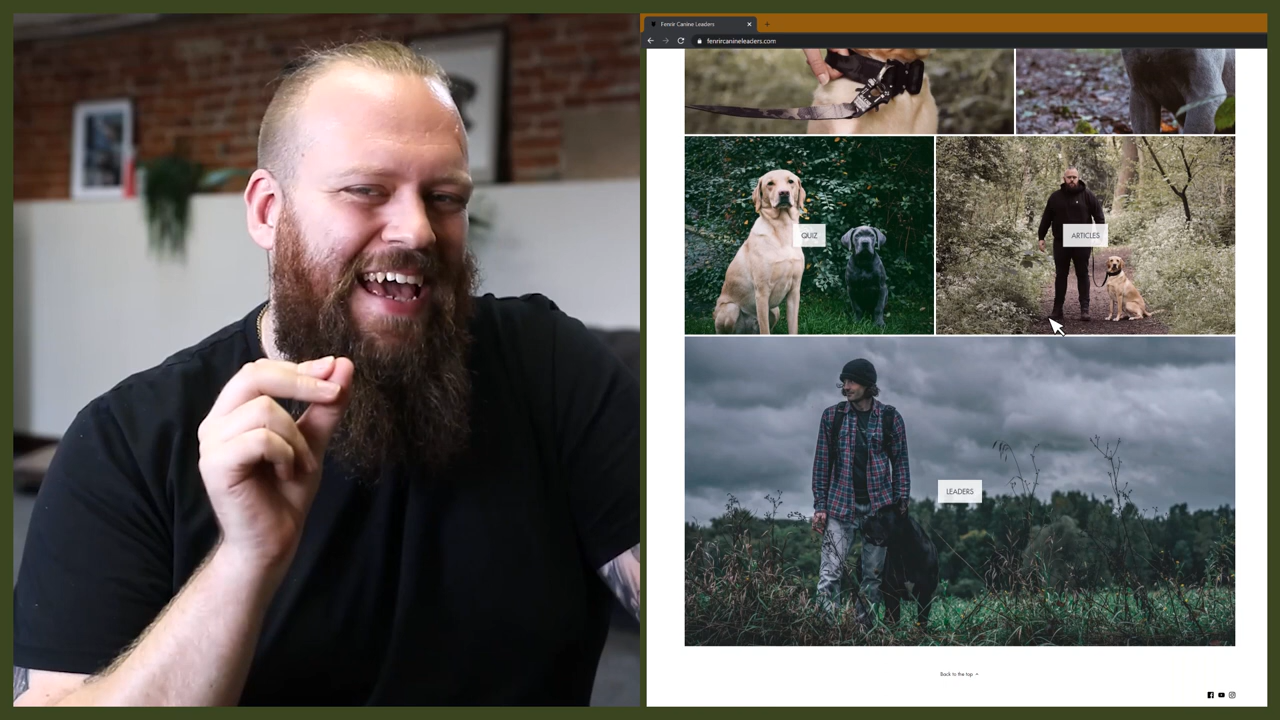 Fenrir Canine Leaders
fenrircanineleaders.com
QUIZ
ARTICLES
LEADERS
Back to the top